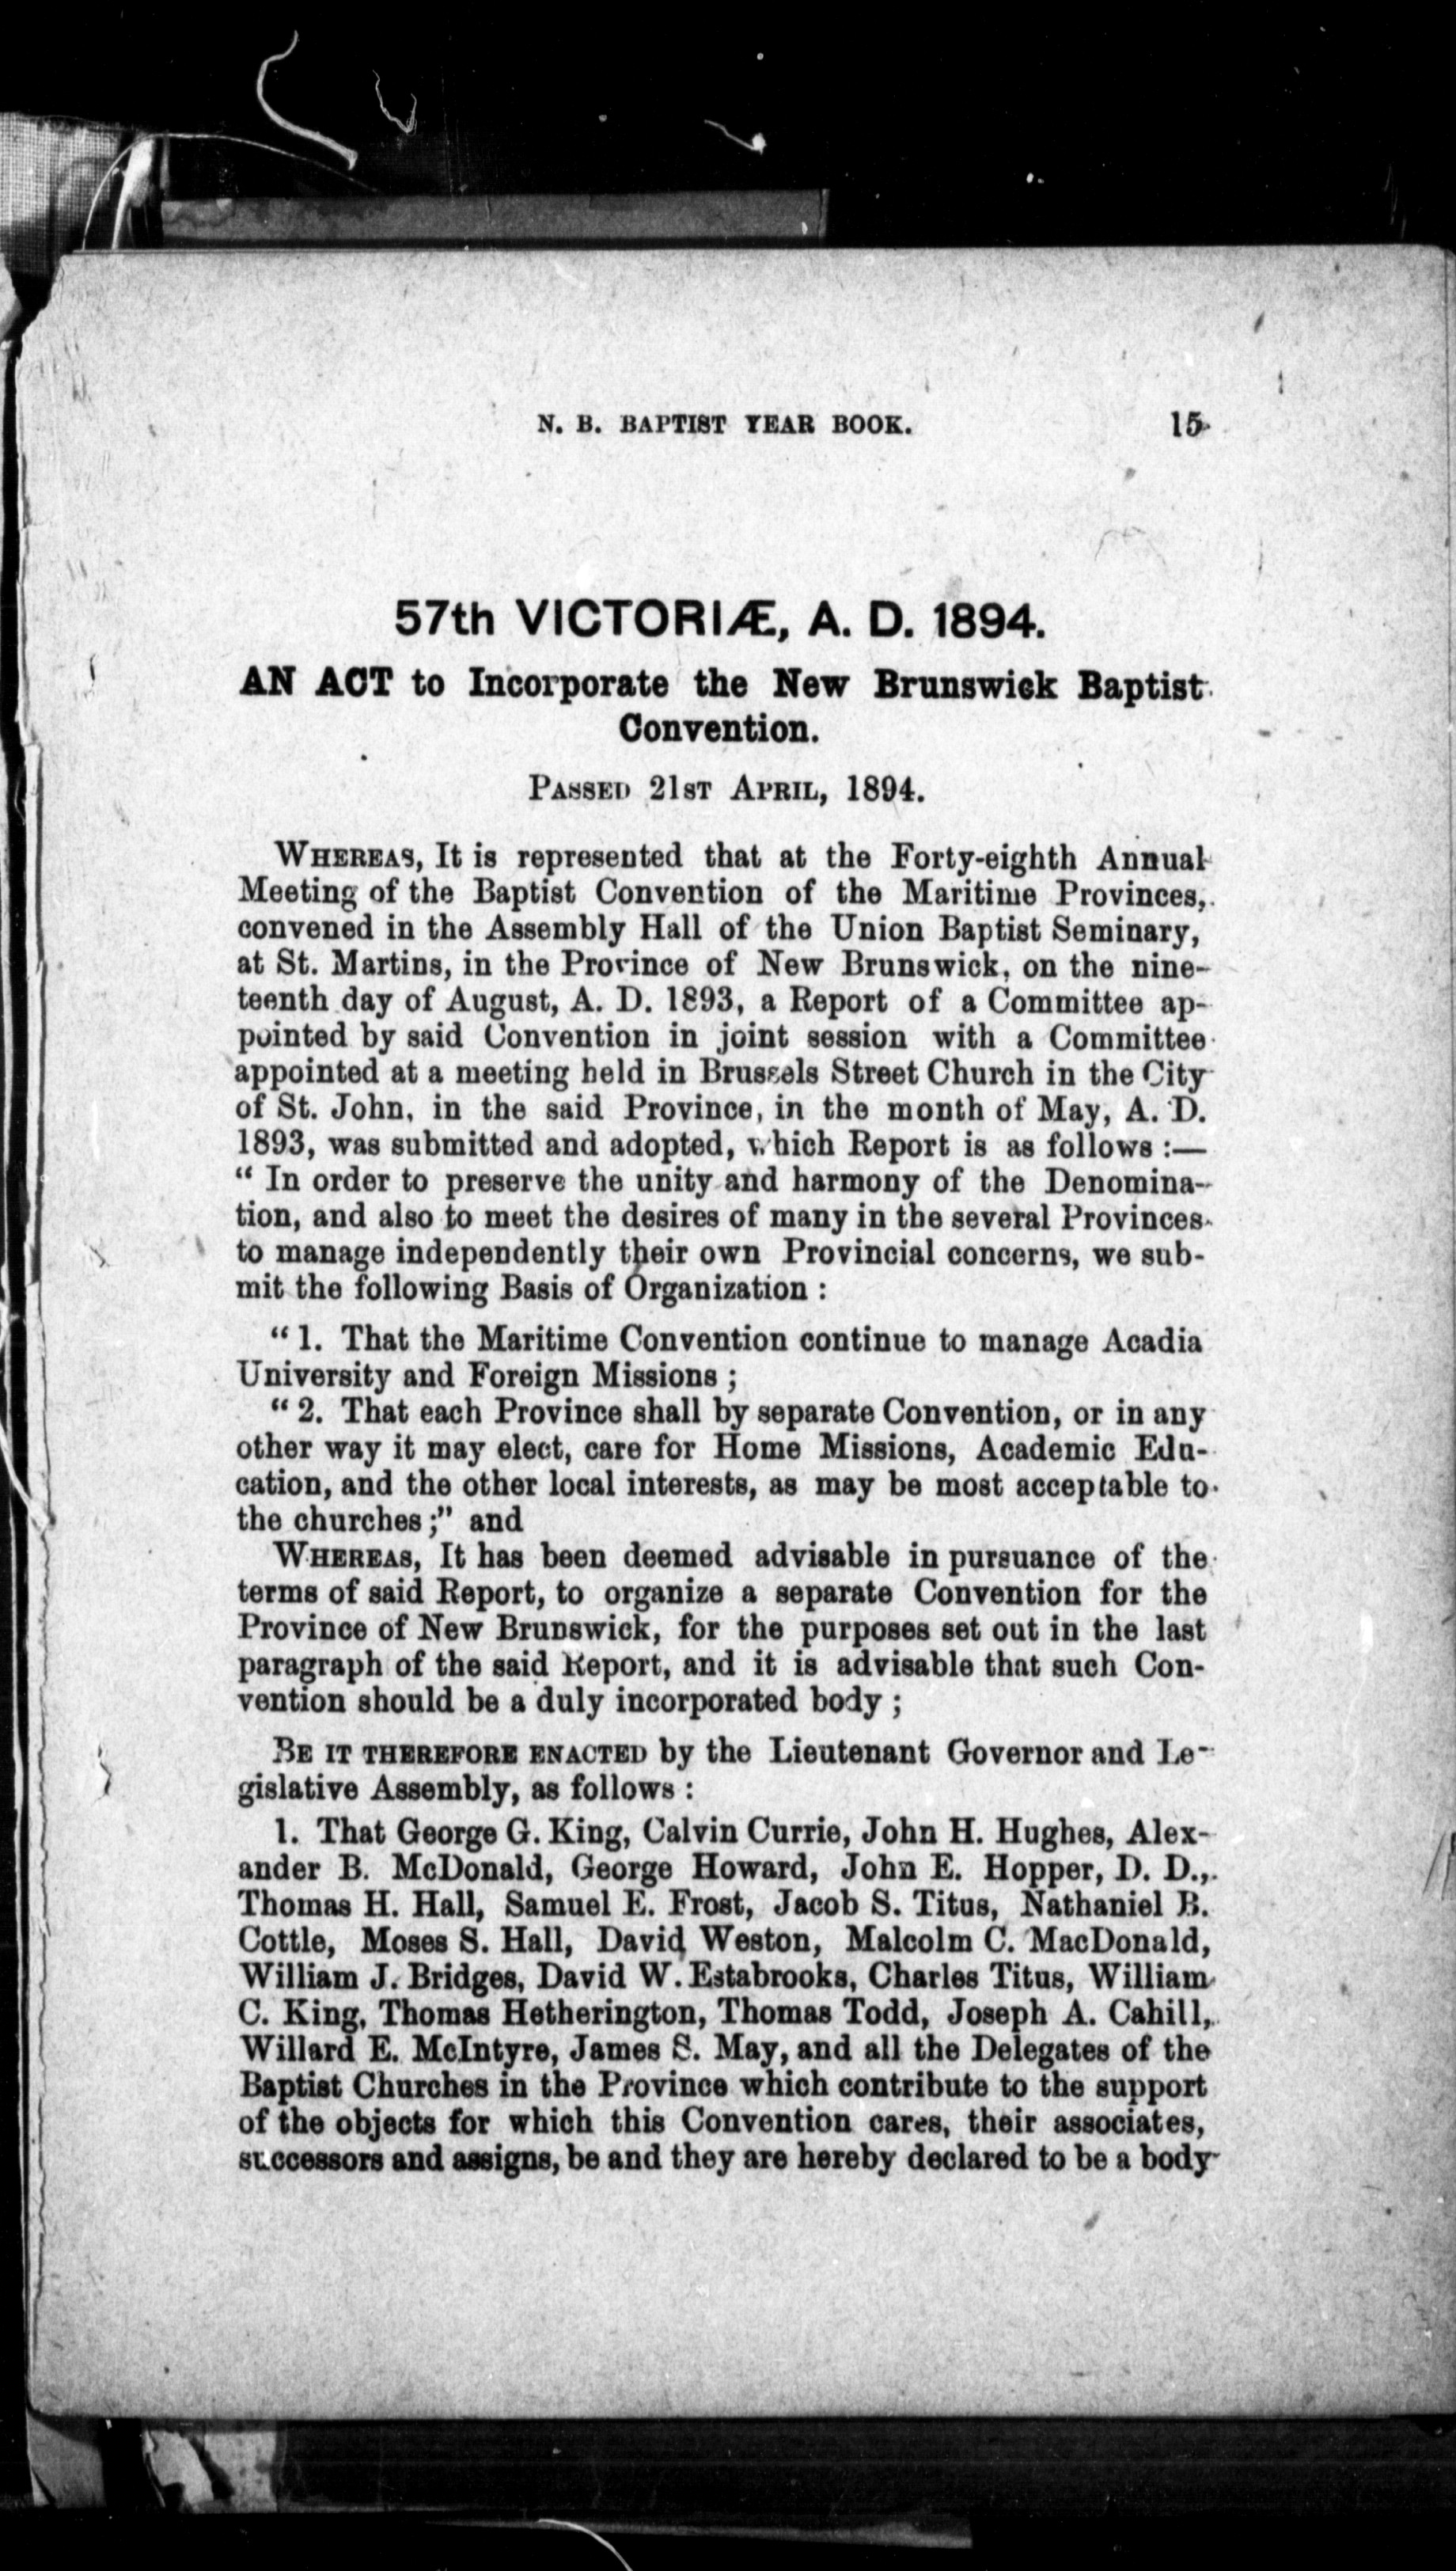 N. B. BAPTIST YEAR BOOK. 15
57th VICTORIÆ, A. D. 1894.
AN ACT to Incorporate the New Brunswick Baptist
Convention.
PASSED 21ST APRIL, 1894.
WHEREAS, It is represented that at the Forty-eighth Annual
Meeting of the Baptist Convention of the Maritime Provinces,
convened in the Assembly Hall of the Union Baptist Seminary,
at St. Martins, in the Province of New Brunswick, on the nine-
teenth day of August, A. D. 1893, a Report of a Committee ap-
pointed by said Convention in joint session with a Committee
appointed at a meeting held in Brussels Street Church in the City
of St. John, in the said Province, in the month of May, A. D.
1893, was submitted and adopted, which Report is as follows :—
“ In order to preserve the unity and harmony of the Denomina-
tion, and also to meet the desires of many in the several Provinces
to manage independently their own Provincial concerns, we sub-
mit the following Basis of Organization :
“ 1. That the Maritime Convention continue to manage Acadia
University and Foreign Missions ;
“ 2. That each Province shall by separate Convention, or in any
other way it may elect, care for Home Missions, Academic Edu-
cation, and the other local interests, as may be most acceptable to
the churches ;” and
WHEREAS, It has been deemed advisable in pursuance of the
terms of said Report, to organize a separate Convention for the
Province of New Brunswick, for the purposes set out in the last
paragraph of the said Report, and it is advisable that such Con-
vention should be a duly incorporated body ;
BE IT THEREFORE ENACTED by the Lieutenant Governor and Le-
gislative Assembly, as follows :
1. That George G. King, Calvin Currie, John H. Hughes, Alex-
ander B. McDonald, George Howard, John E. Hopper, D. D.,
Thomas H. Hall, Samuel E. Frost, Jacob S. Titus, Nathaniel B.
Cottle, Moses S. Hall, David Weston, Malcolm C. MacDonald,
William J. Bridges, David W. Estabrooks, Charles Titus, William
C. King, Thomas Hetherington, Thomas Todd, Joseph A. Cahill,
Willard E. McIntyre, James S. May, and all the Delegates of the
Baptist Churches in the Province which contribute to the support
of the objects for which this Convention cares, their associates,
successors and assigns, be and they are hereby declared to be a body